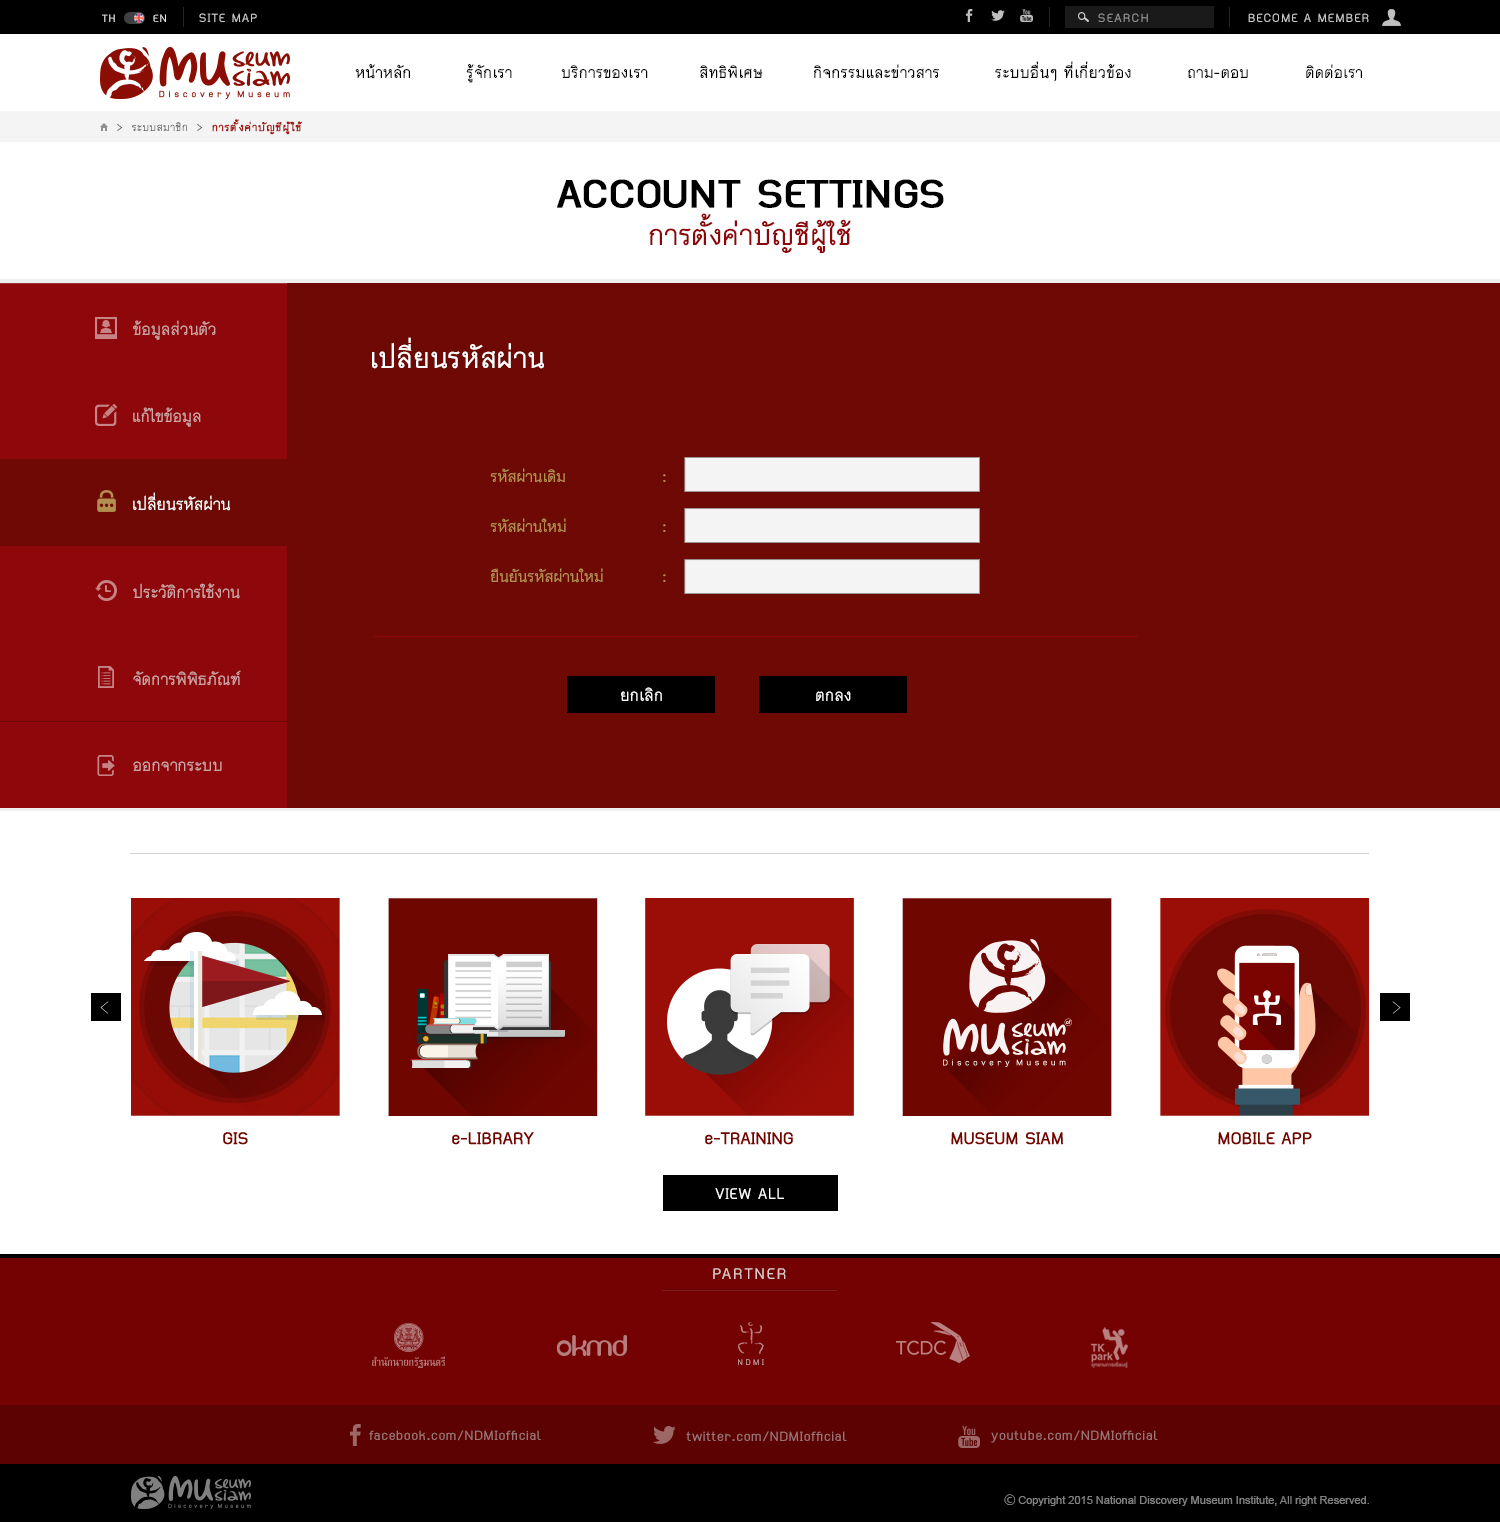 TH EN SITE MAP SEARCH BECOME A MEMBER
MUseum siam
Discovery Museum
หน้าหลัก รู้จักเรา บริการของเรา สิทธิพิเศษ กิจกรรมและข่าวสาร ระบบอื่นๆ ที่เกี่ยวข้อง ถาม-ตอบ ติดต่อเรา
> ระบบสมาชิก > การตั้งค่าบัญชีผู้ใช้
ACCOUNT SETTINGS
การตั้งค่าบัญชีผู้ใช้
ข้อมูลส่วนตัว
แก้ไขข้อมูล
เปลี่ยนรหัสผ่าน
ประวัติการใช้งาน
จัดการพิพิธภัณฑ์
ออกจากระบบ
เปลี่ยนรหัสผ่าน
รหัสผ่านเดิม :
รหัสผ่านใหม่ :
ยืนยันรหัสผ่านใหม่ :
ยกเลิก ตกลง
MUseum siam
Discovery Museum
GIS e-LIBRARY e-TRAINING MUSEUM SIAM MOBILE APP
VIEW ALL
PARTNER
สำนักนายกรัฐมนตรี okmd NDMI TCDC TK park
facebook.com/NDMIofficial twitter.com/NDMIofficial You Tube youtube.com/NDMIofficial
MUseum siam
Discovery Museum
© Copyright 2015 National Discovery Museum Institute, All right Reserved.